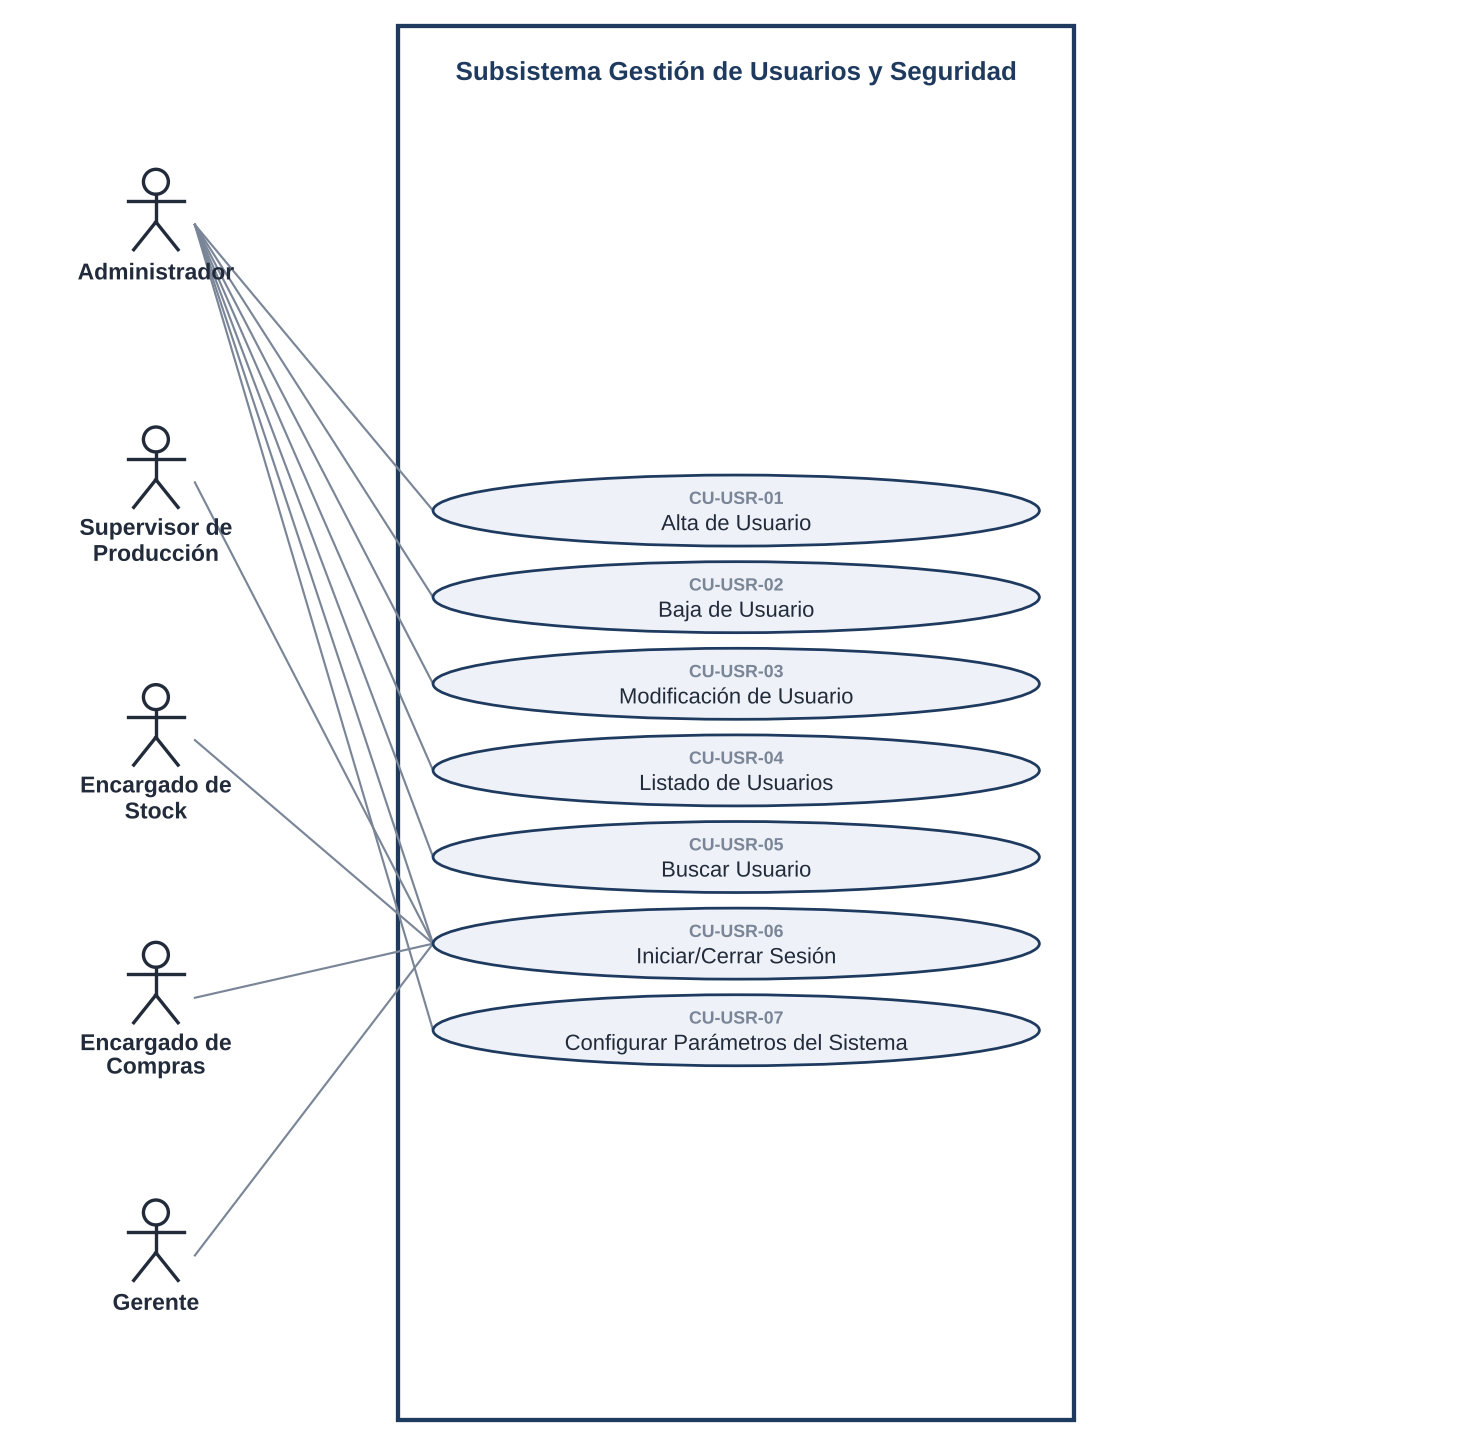 Subsistema Gestión de Usuarios y Seguridad
Administrador
Supervisor de
Producción
Encargado de
Stock
Encargado de
Compras
Gerente
CU-USR-01
Alta de Usuario
CU-USR-02
Baja de Usuario
CU-USR-03
Modificación de Usuario
CU-USR-04
Listado de Usuarios
CU-USR-05
Buscar Usuario
CU-USR-06
Iniciar/Cerrar Sesión
CU-USR-07
Configurar Parámetros del Sistema